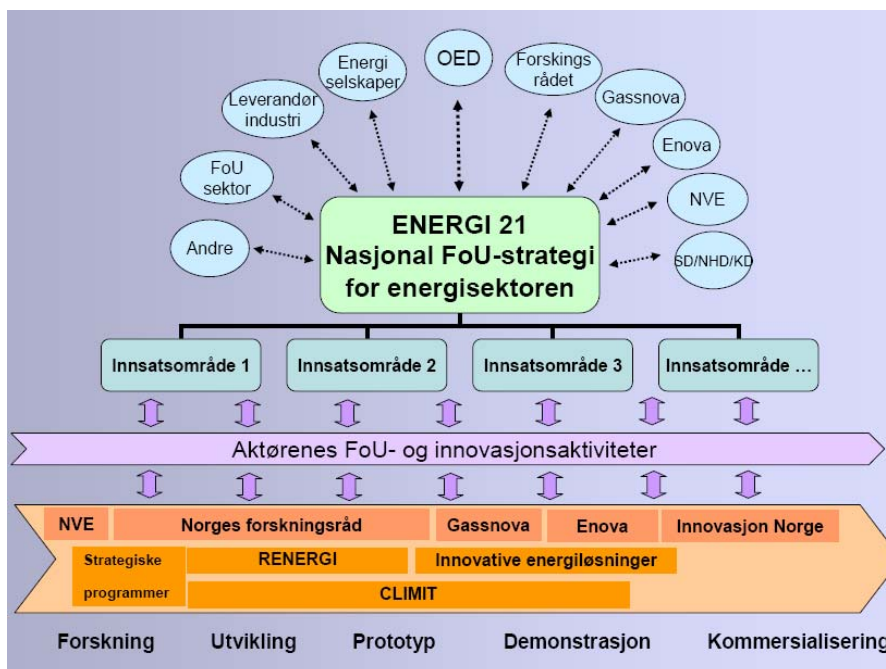 OED
Energi
selskaper
Forskings
rådet
Leverandør
industri
Gassnova
Enova
FoU
sektor
NVE
Andre
SD/NHD/KD
ENERGI 21
Nasjonal FoU-strategi
for energisektoren
Innsatsområde 1
Innsatsområde 2
Innsatsområde 3
Innsatsområde ...
Aktørenes FoU- og innovasjonsaktiviteter
NVE
Norges forskningsråd
Gassnova
Enova
Innovasjon Norge
Strategiske
programmer
RENERGI
Innovative energiløsninger
CLIMIT
Forskning
Utvikling
Prototyp
Demonstrasjon
Kommersialisering